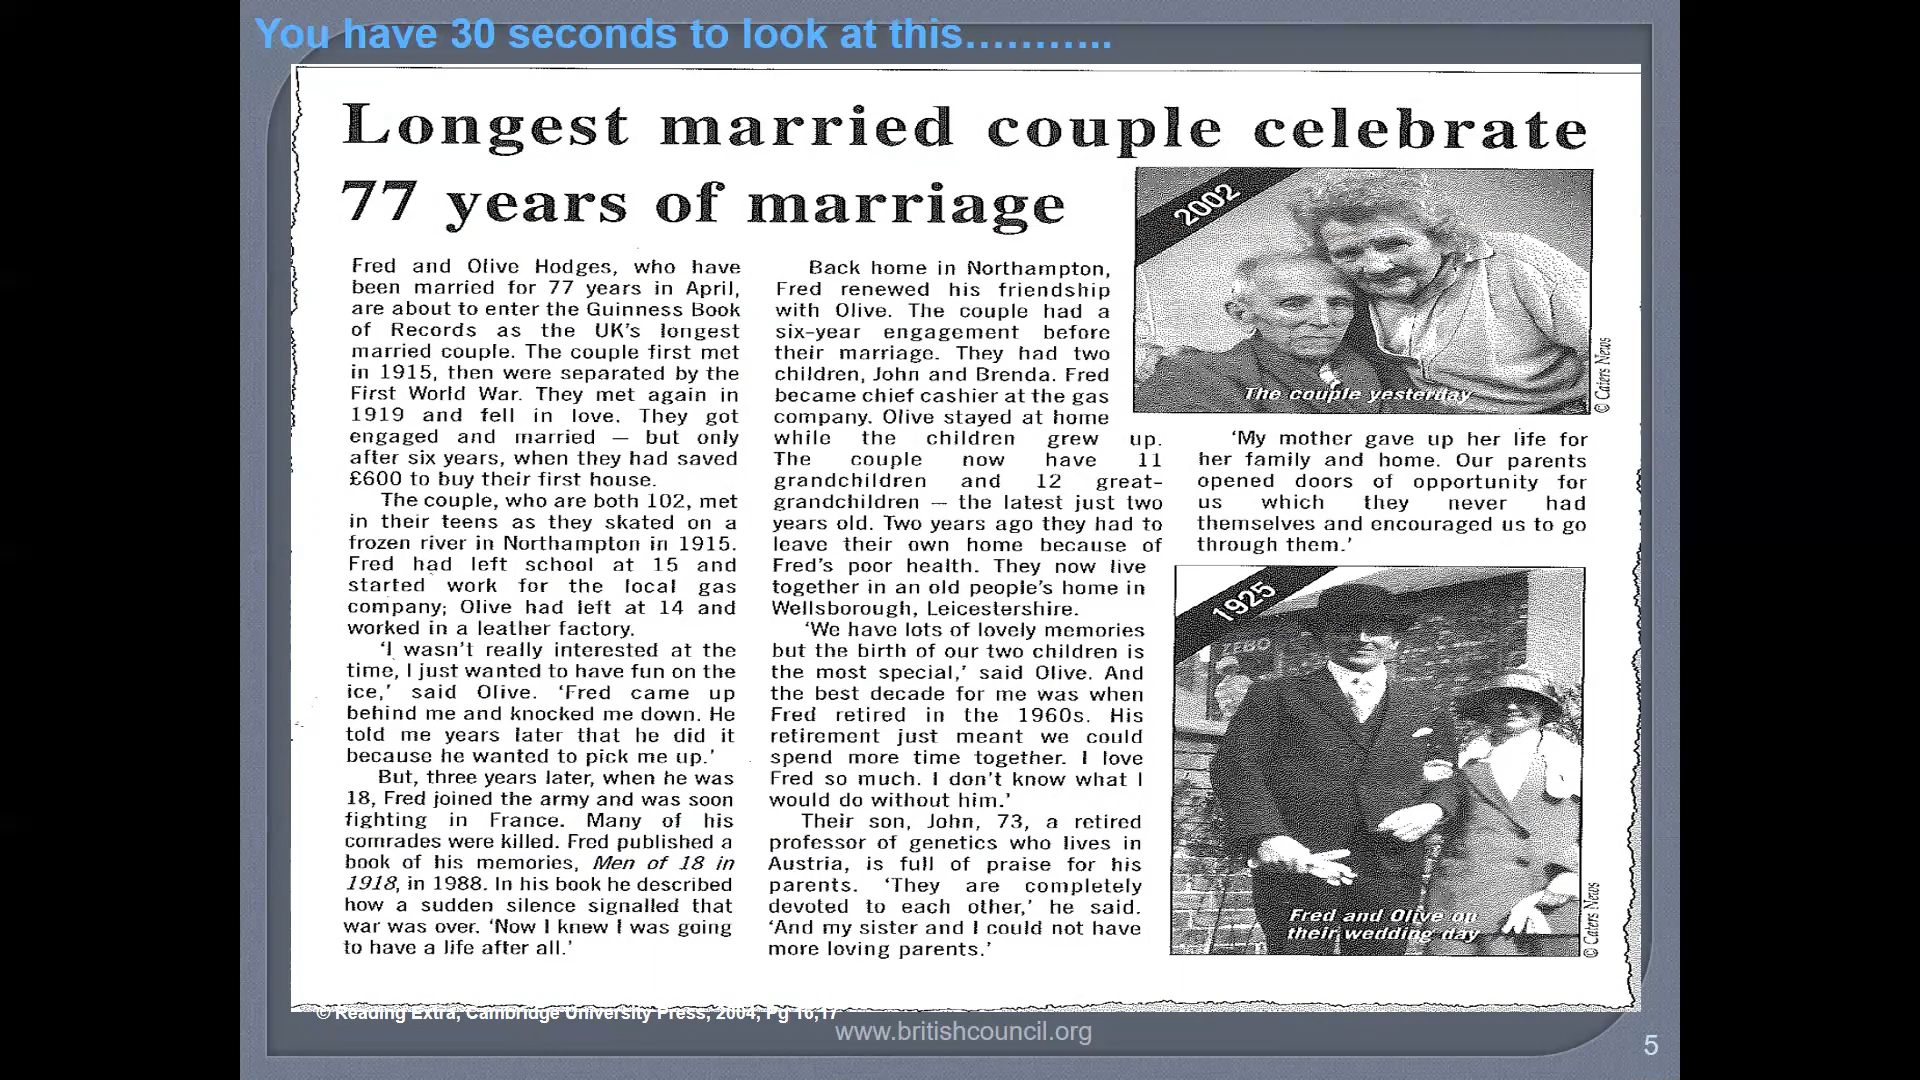 You have 30 seconds to look at this………..
Longest married couple celebrate
77 years of marriage
Fred and Olive Hodges, who have
been married for 77 years in April,
are about to enter the Guinness Book
of Records as the UK's longest
married couple. The couple first met
in 1915, then were separated by the
First World War. They met again in
1919 and fell in love. They got
engaged and married — but only
after six years, when they had saved
£600 to buy their first house.
The couple, who are both 102, met
in their teens as they skated on a
frozen river in Northampton in 1915.
Fred had left school at 15 and
started work for the local gas
company; Olive had left at 14 and
worked in a leather factory.
'I wasn't really interested at the
time, I just wanted to have fun on the
ice,' said Olive. 'Fred came up
behind me and knocked me down. He
told me years later that he did it
because he wanted to pick me up.'
But, three years later, when he was
18, Fred joined the army and was soon
fighting in France. Many of his
comrades were killed. Fred published a
book of his memories, Men of 18 in
1918, in 1988. In his book he described
how a sudden silence signalled that
war was over. 'Now I knew I was going
to have a life after all.'
Back home in Northampton,
Fred renewed his friendship
with Olive. The couple had a
six-year engagement before
their marriage. They had two
children, John and Brenda. Fred
became chief cashier at the gas
company. Olive stayed at home
while the children grew up.
The couple now have 11
grandchildren and 12 great-
grandchildren — the latest just two
years old. Two years ago they had to
leave their own home because of
Fred's poor health. They now live
together in an old people's home in
Wellsborough, Leicestershire.
'We have lots of lovely memories
but the birth of our two children is
the most special,' said Olive. And
the best decade for me was when
Fred retired in the 1960s. His
retirement just meant we could
spend more time together. I love
Fred so much. I don't know what I
would do without him.'
Their son, John, 73, a retired
professor of genetics who lives in
Austria, is full of praise for his
parents. 'They are completely
devoted to each other,' he said.
'And my sister and I could not have
more loving parents.'
2002
The couple yesterday
© Caters News
'My mother gave up her life for
her family and home. Our parents
opened doors of opportunity for
us which they never had
themselves and encouraged us to go
through them.'
1925
ZEBO
Fred and Olive on
their wedding day
© Caters News
© Reading Extra, Cambridge University Press, 2004, Pg 16,17
www.britishcouncil.org
5